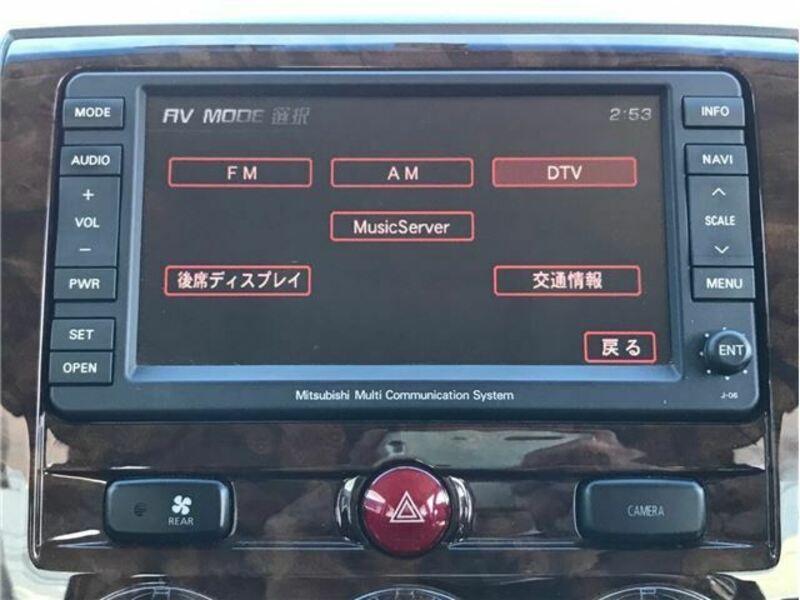 MODE
AUDIO
+
VOL
−
PWR
SET
OPEN
AV MODE 選択
2:53
FM
AM
DTV
MusicServer
後席ディスプレイ
交通情報
戻る
INFO
NAVI
SCALE
MENU
ENT
J-06
Mitsubishi Multi Communication System
REAR
CAMERA